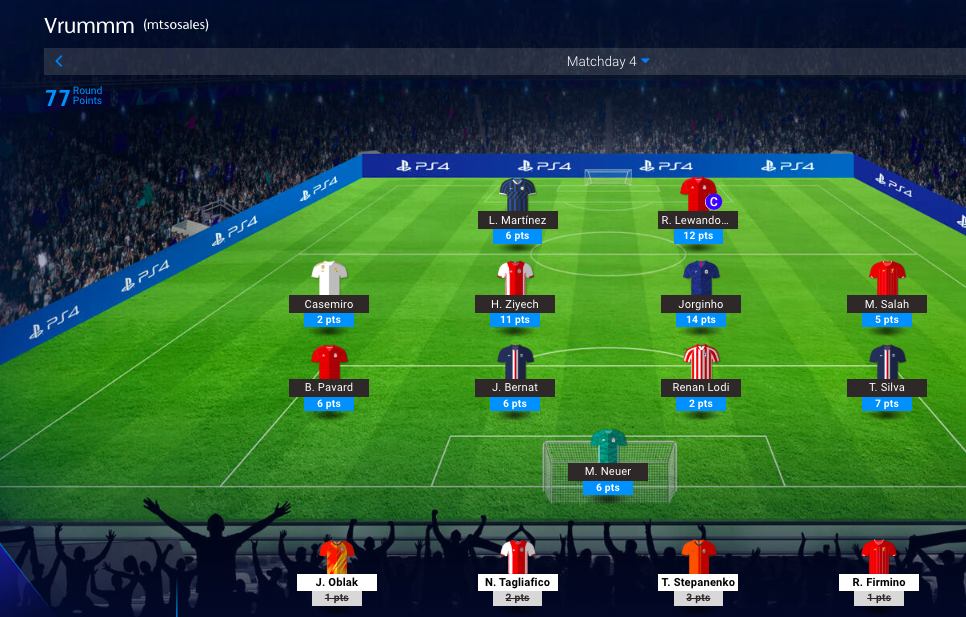 Vrummm (mtsosales)
Matchday 4
77 Round Points
PS4 PS4 PS4 PS4
PS4 PS4
PS4
PS4
PS4
L. Martínez R. Lewando...
6 pts 12 pts
C
Casemiro H. Ziyech Jorginho M. Salah
2 pts 11 pts 14 pts 5 pts
B. Pavard J. Bernat Renan Lodi T. Silva
6 pts 6 pts 2 pts 7 pts
M. Neuer
6 pts
J. Oblak N. Tagliafico T. Stepanenko R. Firmino
1 pts 2 pts 3 pts 1 pts